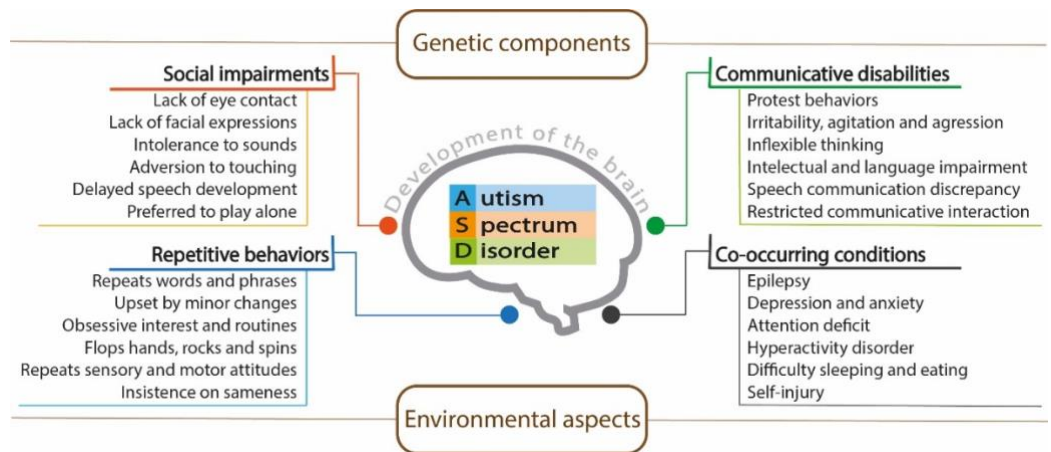 Genetic components
Social impairments
Lack of eye contact
Lack of facial expressions
Intolerance to sounds
Adversion to touching
Delayed speech development
Preferred to play alone
Repetitive behaviors
Repeats words and phrases
Upset by minor changes
Obsessive interest and routines
Flops hands, rocks and spins
Repeats sensory and motor attitudes
Insistence on sameness
Development of the brain
A utism
S pectrum
D isorder
Communicative disabilities
Protest behaviors
Irritability, agitation and agression
Inflexible thinking
Intelectual and language impairment
Speech communication discrepancy
Restricted communicative interaction
Co-occurring conditions
Epilepsy
Depression and anxiety
Attention deficit
Hyperactivity disorder
Difficulty sleeping and eating
Self-injury
Environmental aspects